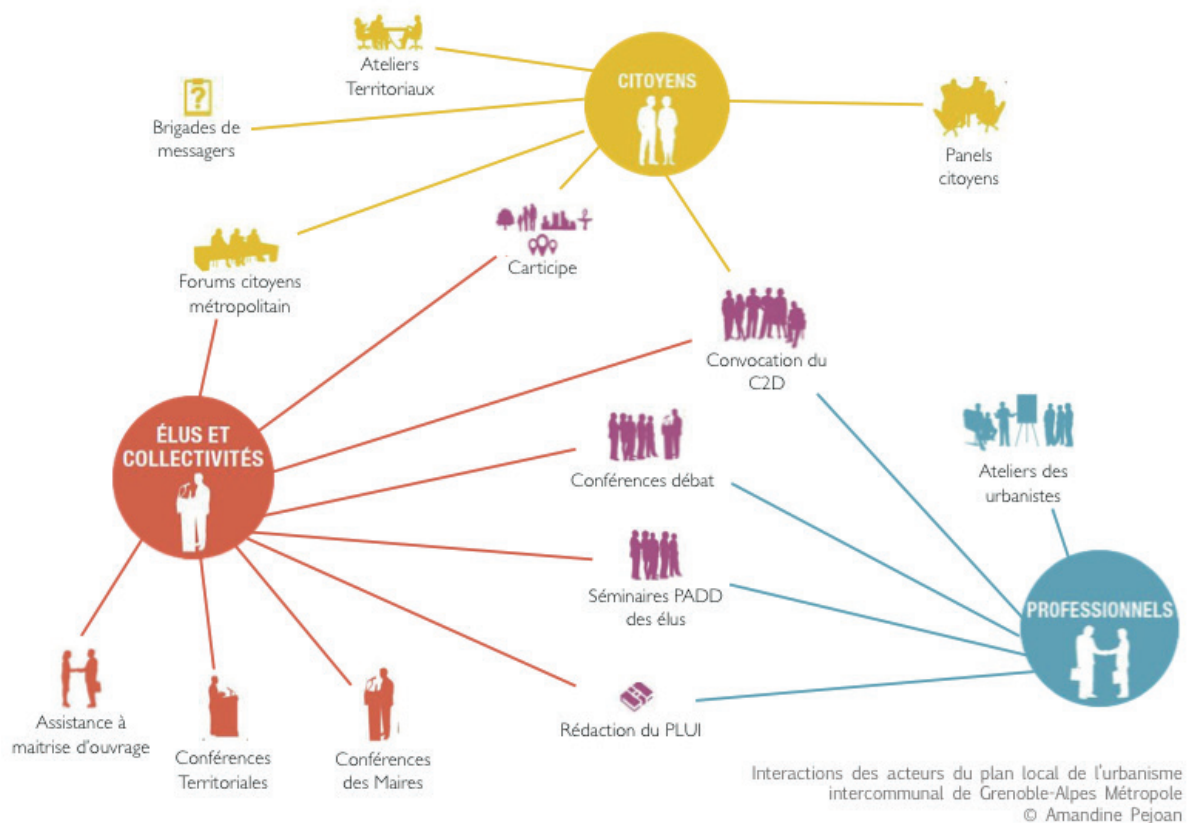 Ateliers
Territoriaux
CITOYENS
Brigades de
messagers
Panels
citoyens
Forums citoyens
métropolitain
Carticipe
Convocation du
C2D
ÉLUS ET
COLLECTIVITÉS
Conférences débat
Ateliers des
urbanistes
Séminaires PADD
des élus
PROFESSIONNELS
Assistance à
maitrise d'ouvrage
Conférences
Territoriales
Conférences
des Maires
Rédaction du PLUI
Interactions des acteurs du plan local de l'urbanisme
intercommunal de Grenoble-Alpes Métropole
© Amandine Pejoan